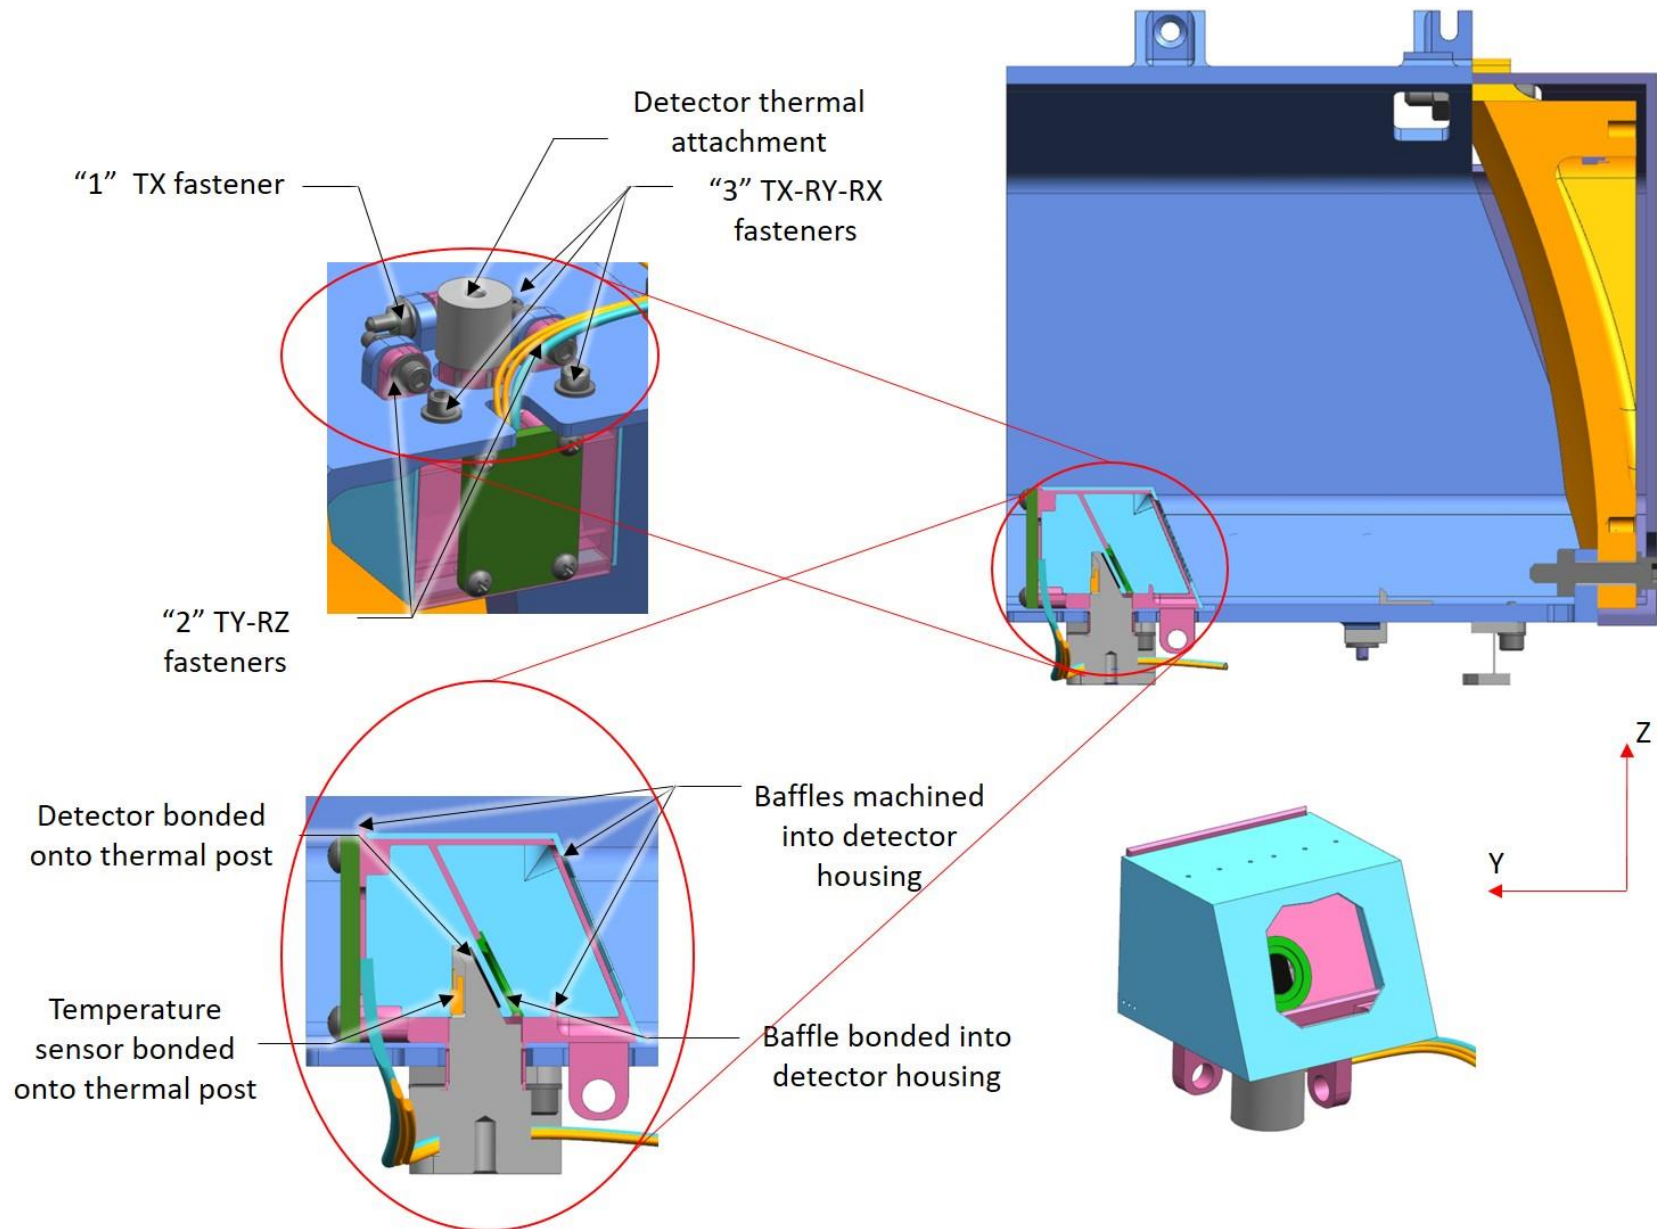 Detector thermal
attachment
“1”  TX fastener
“3” TX-RY-RX
fasteners
“2” TY-RZ
fasteners
Z
Y
Detector bonded
onto thermal post
Baffles machined
into detector
housing
Temperature
sensor bonded
onto thermal post
Baffle bonded into
detector housing